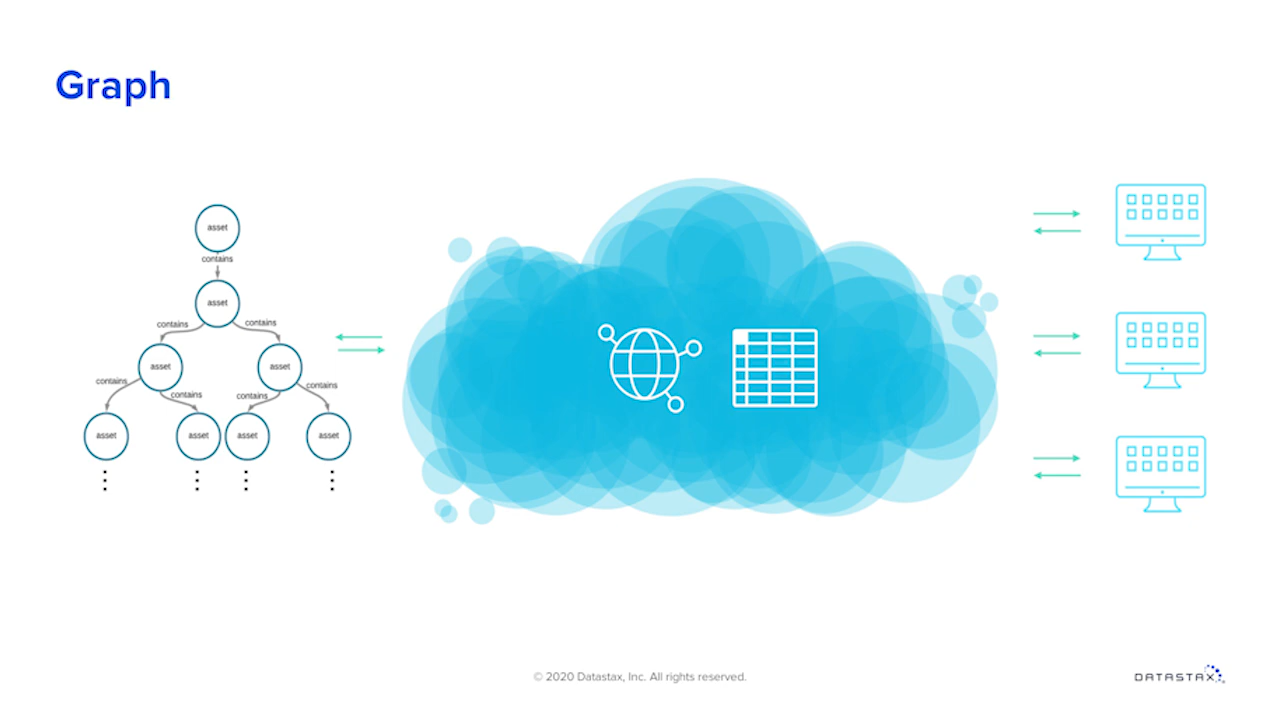 Graph
asset
contains
asset
contains
contains
asset
asset
contains
contains
contains
contains
asset
asset
asset
asset
© 2020 Datastax, Inc. All rights reserved.
DATASTAX